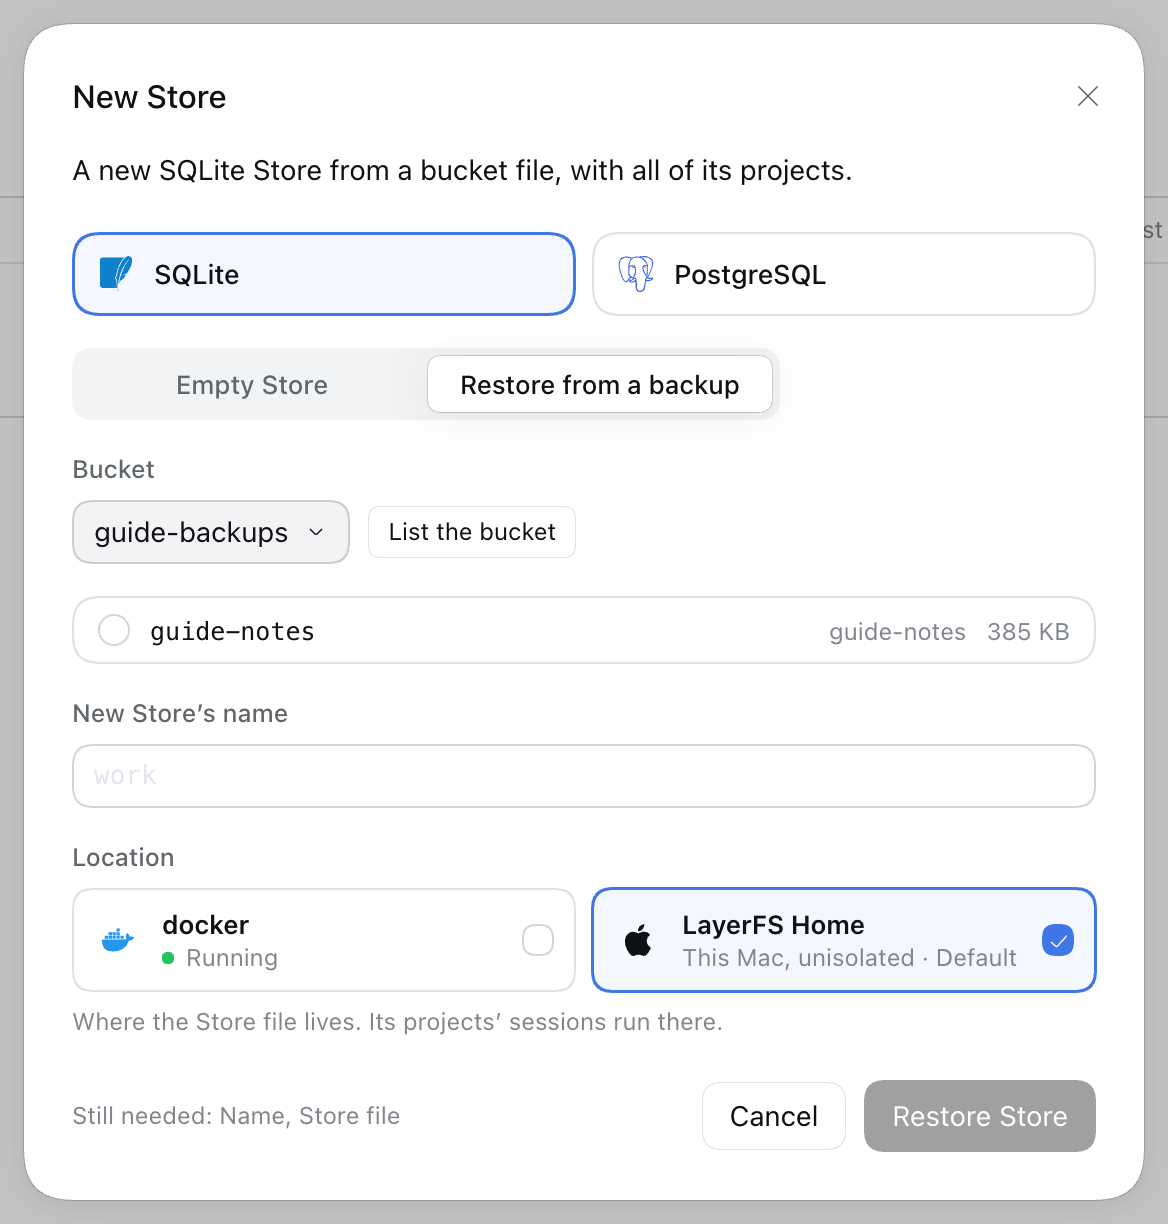 New Store
A new SQLite Store from a bucket file, with all of its projects.
st
SQLite
PostgreSQL
Empty Store
Restore from a backup
Bucket
guide-backups
List the bucket
guide-notes
guide-notes 385 KB
New Store’s name
work
Location
docker
Running
LayerFS Home
This Mac, unisolated · Default
Where the Store file lives. Its projects’ sessions run there.
Still needed: Name, Store file
Cancel
Restore Store